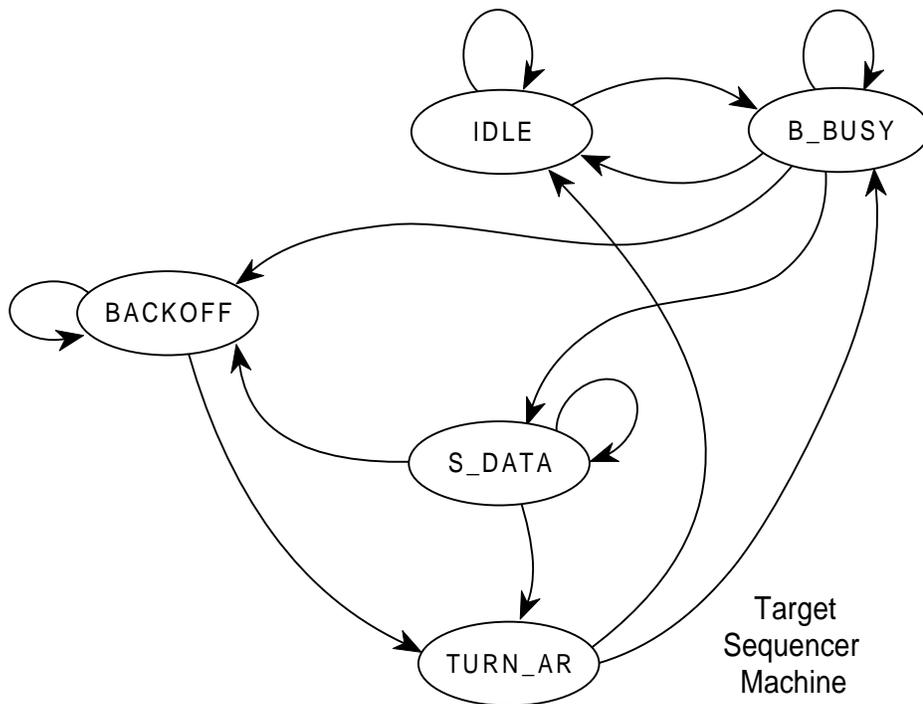 IDLE
B_BUSY
BACKOFF
S_DATA
TURN_AR
Target
Sequencer
Machine